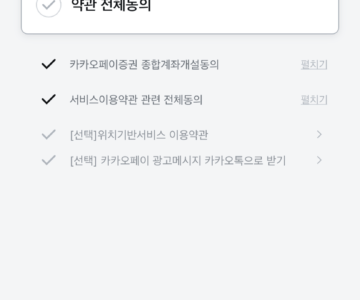 약관 전체동의
카카오페이증권 종합계좌개설동의 펼치기
서비스이용약관 관련 전체동의 펼치기
[선택]위치기반서비스 이용약관
[선택] 카카오페이 광고메시지 카카오톡으로 받기